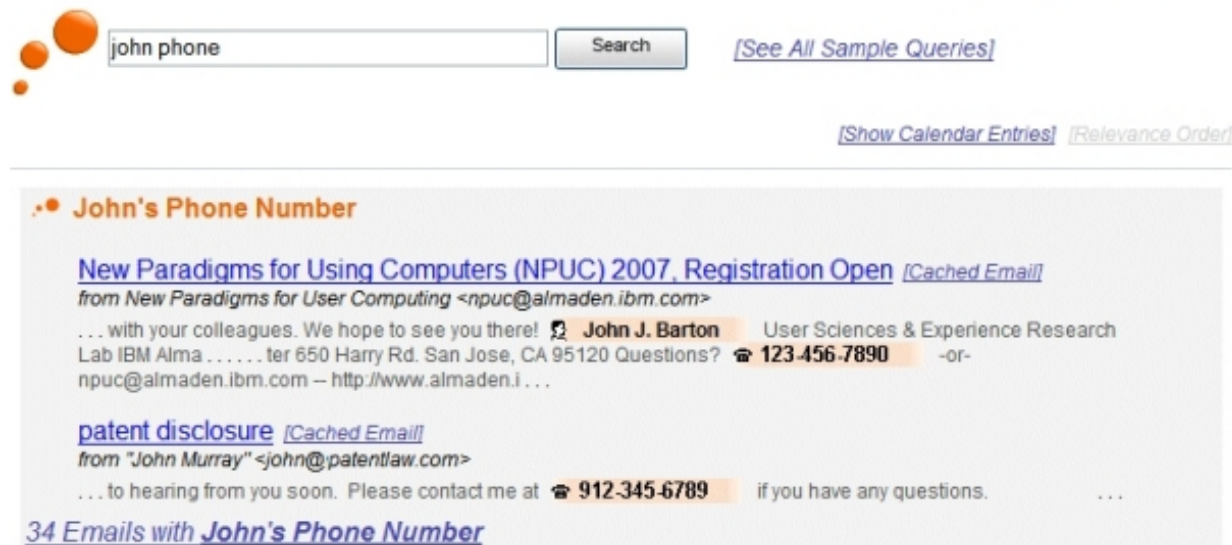 john phone Search [See All Sample Queries]
[Show Calendar Entries] [Relevance Order]
John's Phone Number
New Paradigms for Using Computers (NPUC) 2007, Registration Open [Cached Email]
from New Paradigms for User Computing <npuc@almaden.ibm.com>
. . . with your colleagues. We hope to see you there! John J. Barton User Sciences & Experience Research
Lab IBM Alma . . . . . . ter 650 Harry Rd. San Jose, CA 95120 Questions? 123-456-7890 -or-
npuc@almaden.ibm.com -- http://www.almaden.i . . .
patent disclosure [Cached Email]
from "John Murray" <john@patentlaw.com>
. . . to hearing from you soon. Please contact me at 912-345-6789 if you have any questions. . . .
34 Emails with John's Phone Number